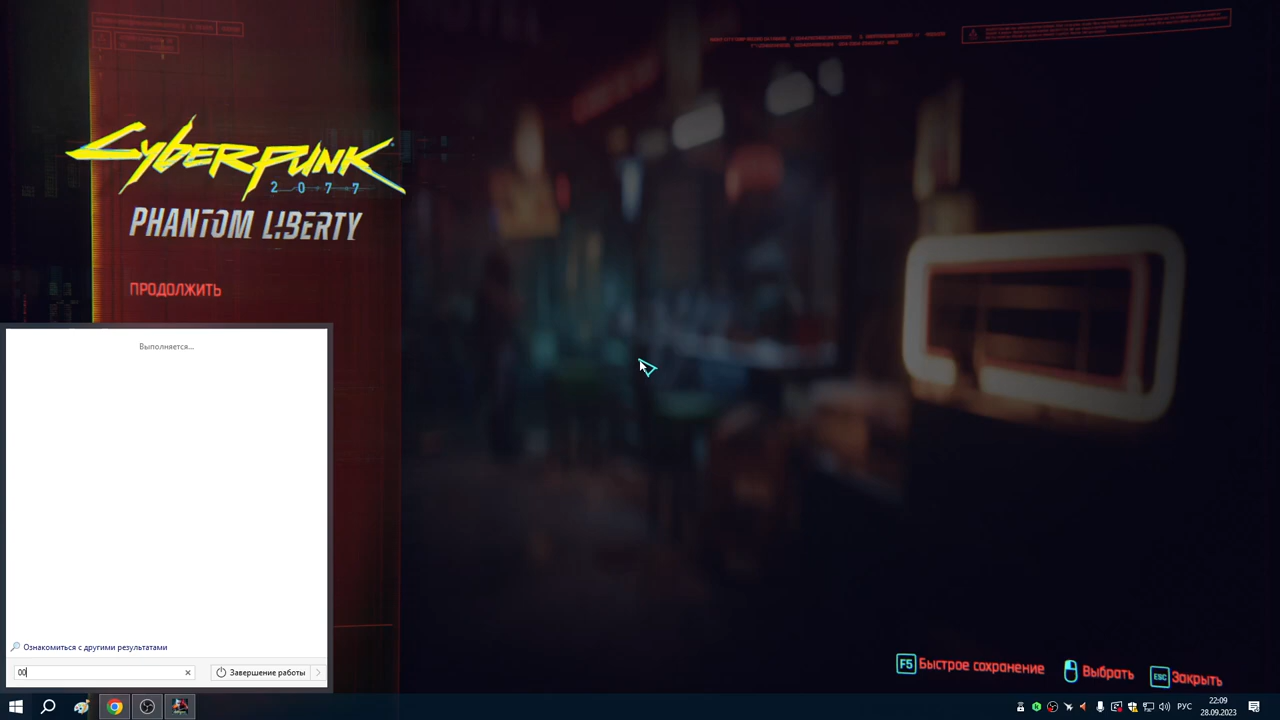 CYBERPUNK
2077
PHANTOM LIBERTY
ПРОДОЛЖИТЬ
Выполняется...
Ознакомиться с другими результатами
00
Завершение работы
F5 Быстрое сохранение
Выбрать
ESC Закрыть
РУС
22:09
28.09.2023